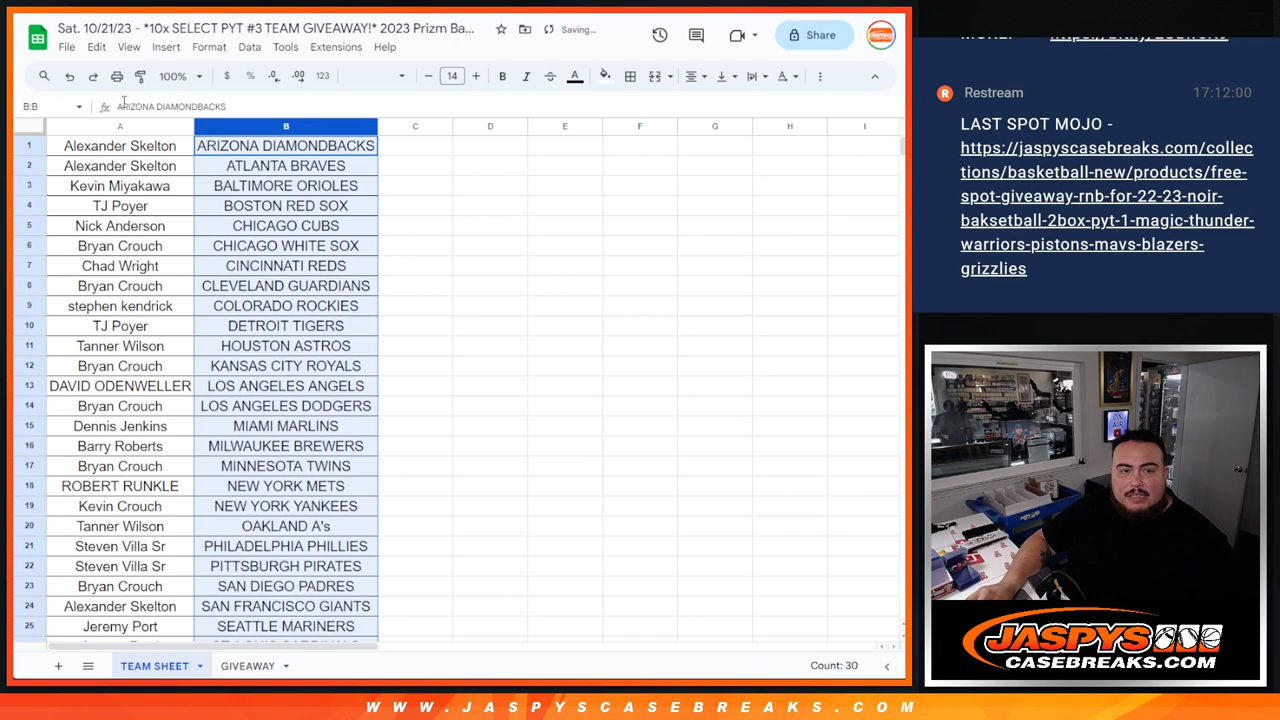 Sat. 10/21/23 - *10x SELECT PYT #3 TEAM GIVEAWAY!* 2023 Prizm Ba...
Saving...
Share
File Edit View Insert Format Data Tools Extensions Help
100% $ % .0 .00 123 14 B I A
B:B fx ARIZONA DIAMONDBACKS
A B C D E F G H I
1 Alexander Skelton ARIZONA DIAMONDBACKS
2 Alexander Skelton ATLANTA BRAVES
3 Kevin Miyakawa BALTIMORE ORIOLES
4 TJ Poyer BOSTON RED SOX
5 Nick Anderson CHICAGO CUBS
6 Bryan Crouch CHICAGO WHITE SOX
7 Chad Wright CINCINNATI REDS
8 Bryan Crouch CLEVELAND GUARDIANS
9 stephen kendrick COLORADO ROCKIES
10 TJ Poyer DETROIT TIGERS
11 Tanner Wilson HOUSTON ASTROS
12 Bryan Crouch KANSAS CITY ROYALS
13 DAVID ODENWELLER LOS ANGELES ANGELS
14 Bryan Crouch LOS ANGELES DODGERS
15 Dennis Jenkins MIAMI MARLINS
16 Barry Roberts MILWAUKEE BREWERS
17 Bryan Crouch MINNESOTA TWINS
18 ROBERT RUNKLE NEW YORK METS
19 Kevin Crouch NEW YORK YANKEES
20 Tanner Wilson OAKLAND A's
21 Steven Villa Sr PHILADELPHIA PHILLIES
22 Steven Villa Sr PITTSBURGH PIRATES
23 Bryan Crouch SAN DIEGO PADRES
24 Alexander Skelton SAN FRANCISCO GIANTS
25 Jeremy Port SEATTLE MARINERS
TEAM SHEET GIVEAWAY Count: 30
Restream 17:12:00
LAST SPOT MOJO -
https://jaspyscasebreaks.com/collec
tions/basketball-new/products/free-
spot-giveaway-rnb-for-22-23-noir-
baksetball-2box-pyt-1-magic-thunder-
warriors-pistons-mavs-blazers-
grizzlies
ON
AIR
JASPYS
CASEBREAKS.COM
WWW.JASPYSCASEBREAKS.COM